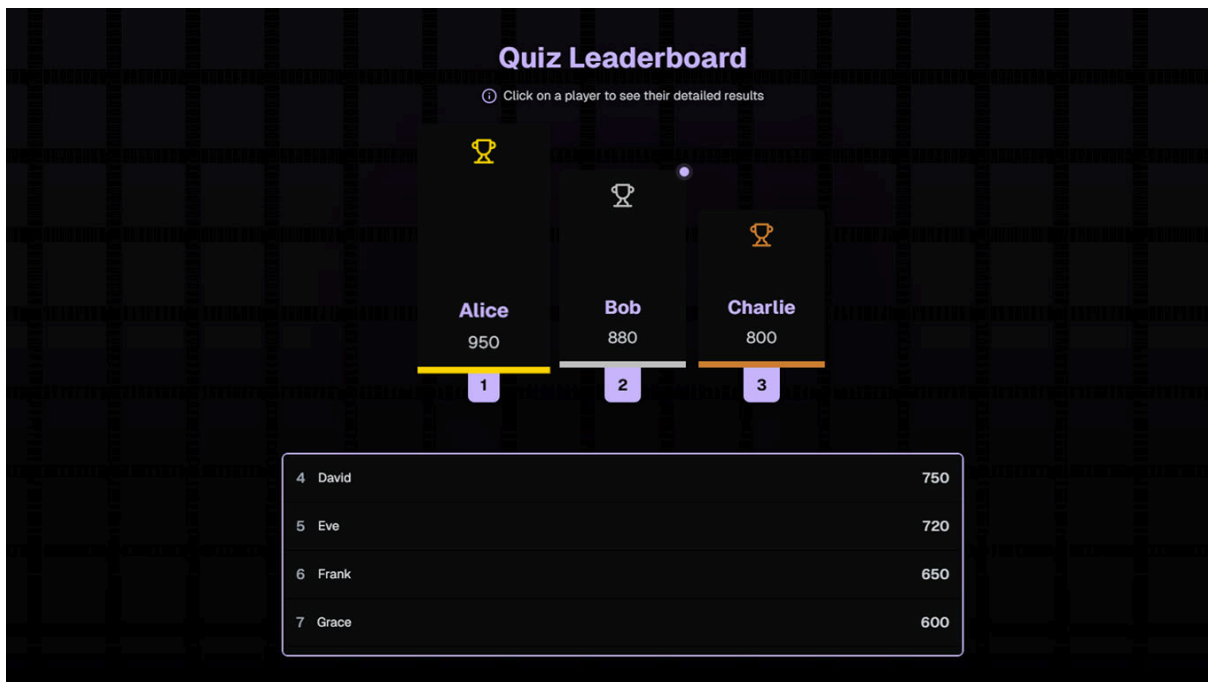 Quiz Leaderboard
Click on a player to see their detailed results
Alice
950
1
Bob
880
2
Charlie
800
3
4 David 750
5 Eve 720
6 Frank 650
7 Grace 600